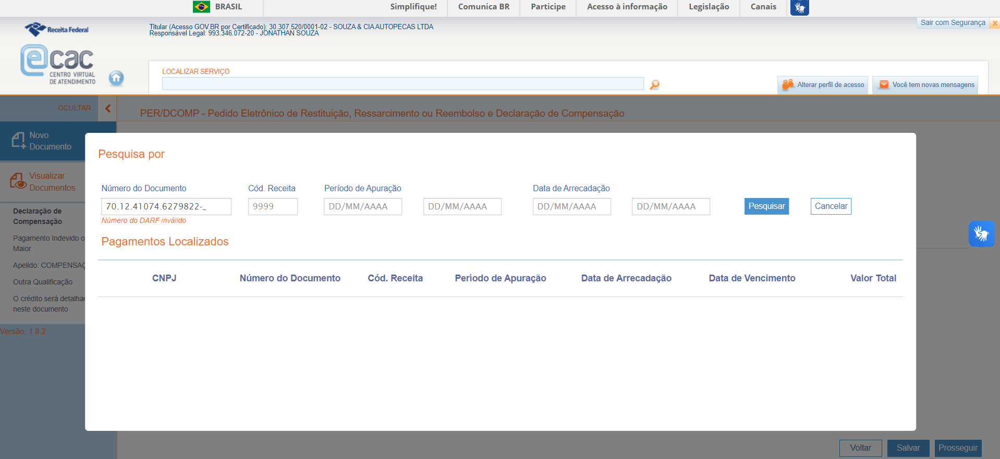 BRASIL
Simplifique!
Comunica BR
Participe
Acesso à informação
Legislação
Canais
Receita Federal
Titular (Acesso GOV.BR por Certificado): 30.307.520/0001-02 - SOUZA & CIA AUTOPECAS LTDA
Responsável Legal: 993.346.072-20 - JONATHAN SOUZA
Sair com Segurança
x
ecac
CENTRO VIRTUAL
DE ATENDIMENTO
LOCALIZAR SERVIÇO
Alterar perfil de acesso
Você tem novas mensagens
OCULTAR
PER/DCOMP - Pedido Eletrônico de Restituição, Ressarcimento ou Reembolso e Declaração de Compensação
Novo
Documento
Visualizar
Documentos
Declaração de
Compensação
Pagamento Indevido o
Maior
Apelido: COMPENSAÇ
Outra Qualificação
O crédito será detalha
neste documento
Versão: 1.8.2
Pesquisa por
Número do Documento
Cód. Receita
Período de Apuração
Data de Arrecadação
70.12.41074.6279822-_
9999
DD/MM/AAAA
DD/MM/AAAA
DD/MM/AAAA
DD/MM/AAAA
Pesquisar
Cancelar
Número do DARF inválido
Pagamentos Localizados
CNPJ
Número do Documento
Cód. Receita
Período de Apuração
Data de Arrecadação
Data de Vencimento
Valor Total
Voltar
Salvar
Prosseguir